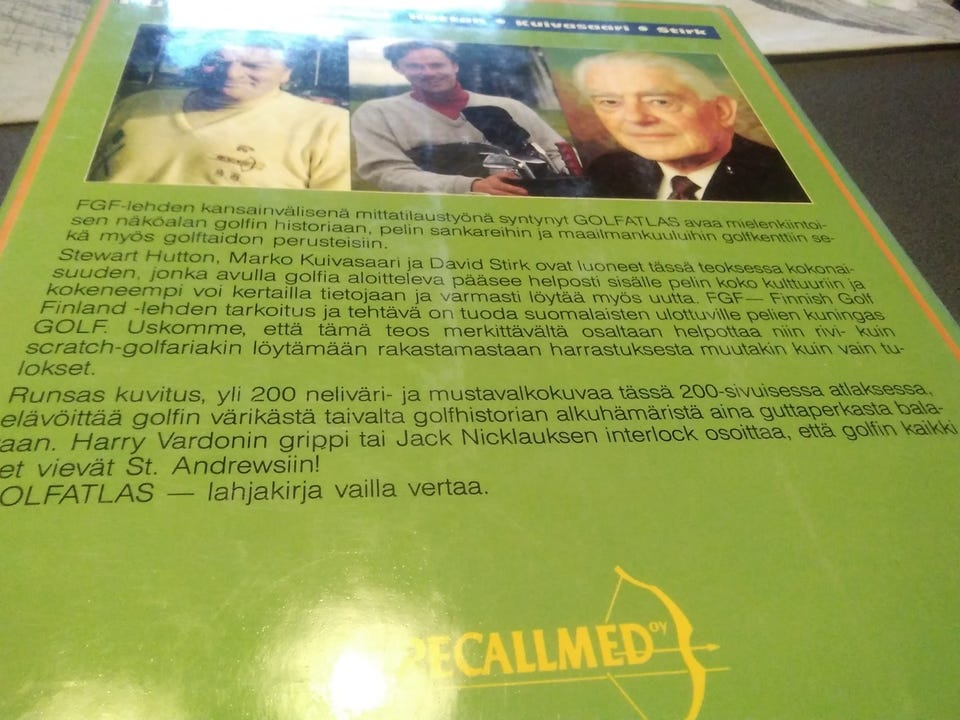 Kuivasaari • Stirk
FGF-lehden kansainvälisenä mittatilaustyönä syntynyt GOLFATLAS avaa mielenkiintoi-
sen näköalan golfin historiaan, pelin sankareihin ja maailmankuuluihin golfkenttiin se-
kä myös golftaidon perusteisiin.
Stewart Hutton, Marko Kuivasaari ja David Stirk ovat luoneet tässä teoksessa kokonai-
suuden, jonka avulla golfia aloitteleva pääsee helposti sisälle pelin koko kulttuuriin ja
kokeneempi voi kertailla tietojaan ja varmasti löytää myös uutta. FGF— Finnish Golf
Finland -lehden tarkoitus ja tehtävä on tuoda suomalaisten ulottuville pelien kuningas
GOLF. Uskomme, että tämä teos merkittävältä osaltaan helpottaa niin rivi- kuin
scratch-golfariakin löytämään rakastamastaan harrastuksesta muutakin kuin vain tu-
lokset.
Runsas kuvitus, yli 200 neliväri- ja mustavalkokuvaa tässä 200-sivuisessa atlaksessa,
elävöittää golfin värikästä taivalta golfhistorian alkuhämäristä aina guttaperkasta bala-
taan. Harry Vardonin grippi tai Jack Nicklauksen interlock osoittaa, että golfin kaikki
et vievät St. Andrewsiin!
OLFATLAS — lahjakirja vailla vertaa.
RECALLMED OY